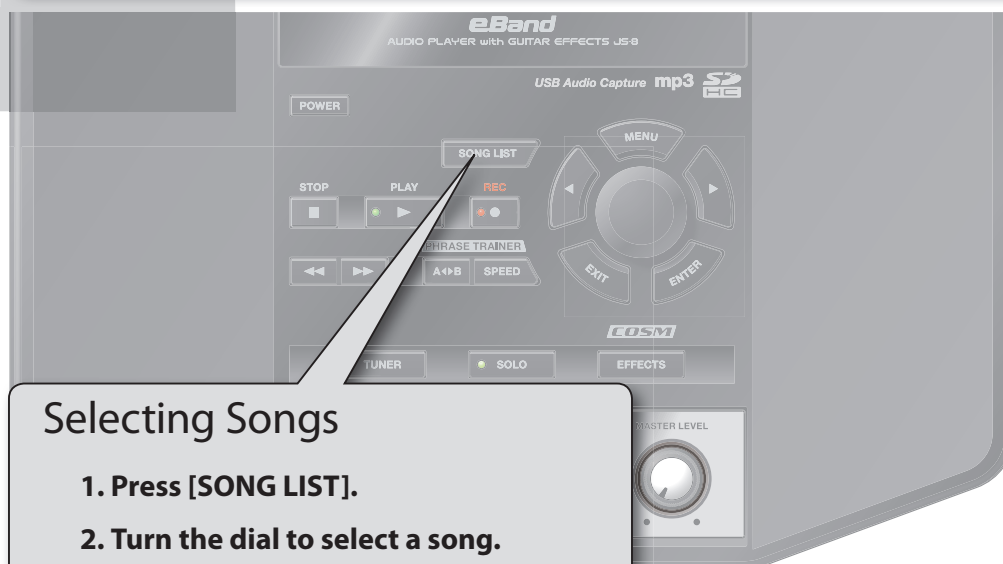 eBand
AUDIO PLAYER with GUITAR EFFECTS JS-8
USB Audio Capture mp3 SD HC
POWER
MENU
SONG LIST
STOP PLAY REC
PHRASE TRAINER
A◂▸B SPEED
EXIT ENTER
COSM
TUNER SOLO EFFECTS
MASTER LEVEL
Selecting Songs
1. Press [SONG LIST].
2. Turn the dial to select a song.